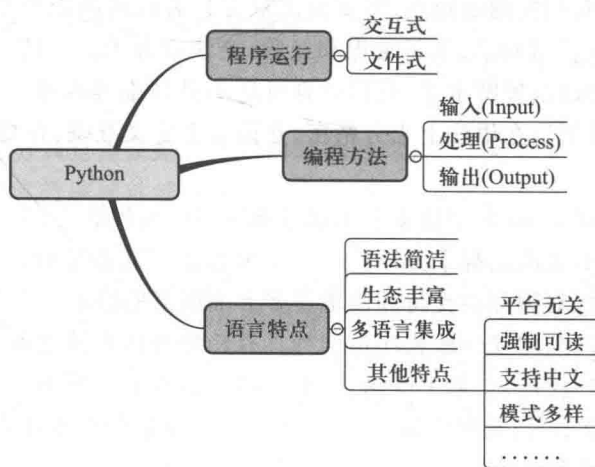 Python
程序运行
交互式
文件式
编程方法
输入(Input)
处理(Process)
输出(Output)
语言特点
语法简洁
生态丰富
多语言集成
其他特点
平台无关
强制可读
支持中文
模式多样
······